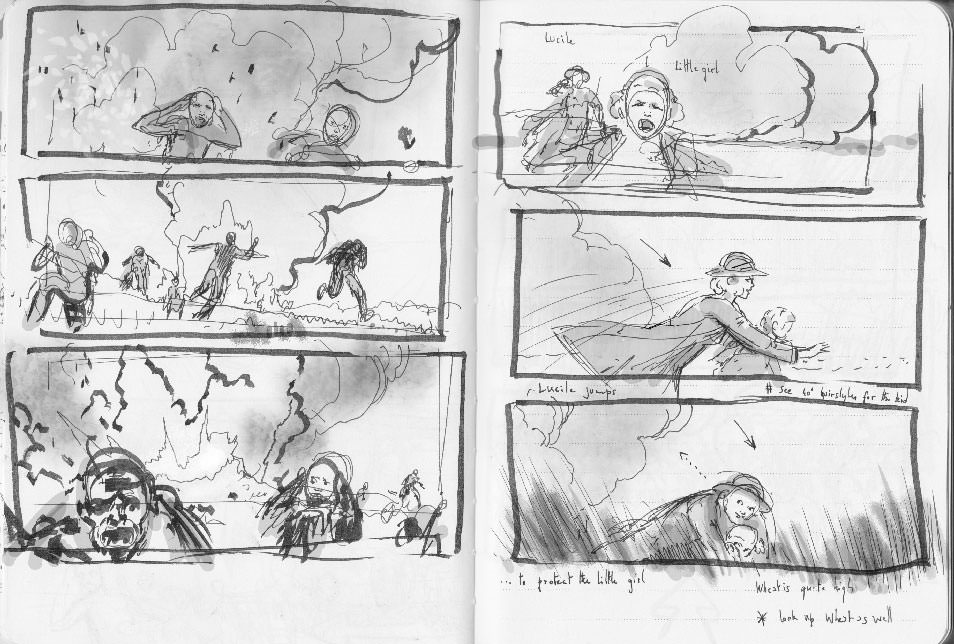 Lucile
Little girl
Lucile jumps
# see 40' hairstyles for the kid
... to protect the little girl
Wheat is quite high
* look up wheat as well